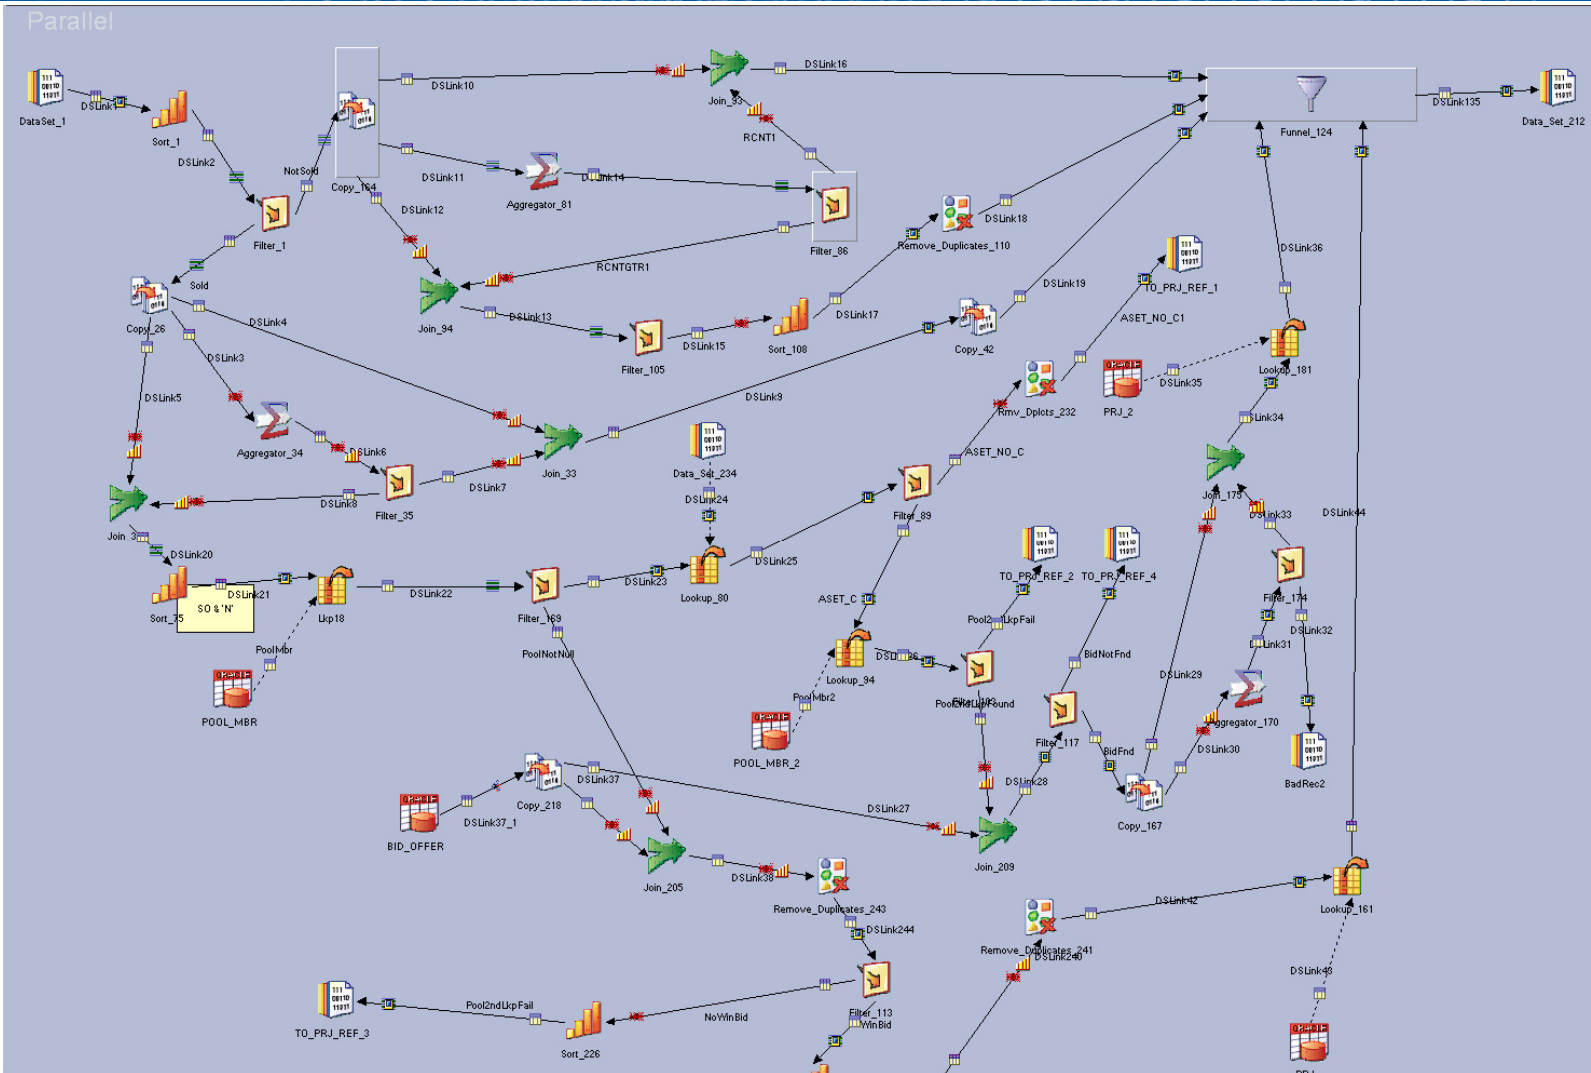 Parallel
DSLink10
DSLink16
Join_93
DSLink1
DataSet_1
DSLink135
Data_Set_212
Funnel_124
Sort_1
RCNT1
DSLink2
NotSold
Copy_164
DSLink11
DSLink14
Aggregator_81
DSLink12
DSLink18
Filter_1
Remove_Duplicates_110
Filter_86
DSLink36
RCNTGTR1
Sold
DSLink19
TO_PRJ_REF_1
Copy_26
DSLink4
Join_94
DSLink13
DSLink17
ASET_NO_C1
DSLink3
DSLink15
Sort_108
Copy_42
Filter_105
Lookup_181
DSLink35
DSLink5
DSLink9
ORACLE
PRJ_2
Rmv_Dplcts_232
DSLink34
Aggregator_34
DSLink6
ASET_NO_C
Join_33
Data_Set_234
DSLink7
DSLink24
Join_175
DSLink8
Filter_35
Filter_89
DSLink33
DSLink44
DSLink20
DSLink25
TO_PRJ_REF_2
TO_PRJ_REF_4
DSLink21
DSLink22
DSLink23
Lookup_80
ASET_C
Filter_174
SO & 'N'
Sort_75
Lkp18
Filter_169
DSLink32
PoolMbr
PoolNotNull
DSLink31
BidNotFnd
ORACLE
Lookup_94
DSLink29
PoolMbr2
POOL_MBR
Aggregator_170
ORACLE
Filter_117
BidFnd
DSLink30
POOL_MBR_2
DSLink37
DSLink28
BadRec2
ORACLE
Copy_218
DSLink27
DSLink37_1
Copy_167
BID_OFFER
Join_209
DSLink38
Join_205
DSLink42
Remove_Duplicates_243
Lookup_161
DSLink244
Remove_Duplicates_241
DSLink240
DSLink43
Pool2ndLkpFail
NoWinBid
Filter_113
WinBid
TO_PRJ_REF_3
ORACLE
Sort_226